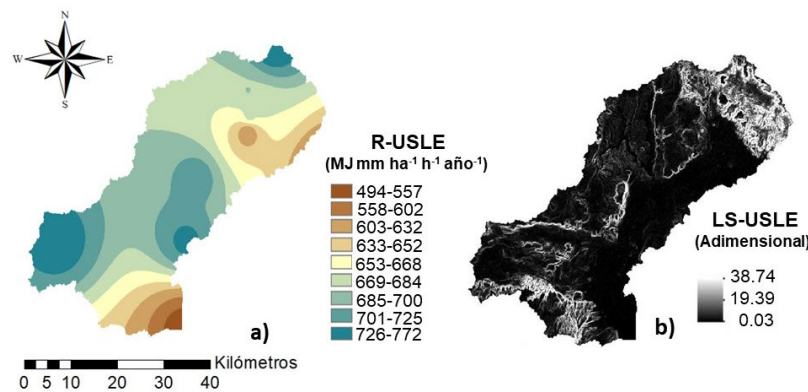 N
W
E
S
R-USLE
(MJ mm ha⁻¹ h⁻¹ año⁻¹)
494-557
558-602
603-632
633-652
653-668
669-684
685-700
701-725
726-772
a)
Kilómetros
0 5 10 20 30 40
LS-USLE
(Adimensional)
38.74
19.39
0.03
b)